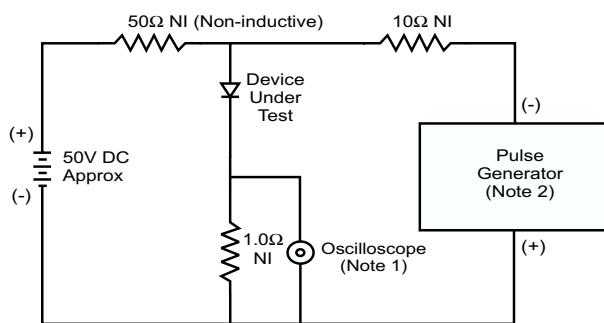 50Ω NI (Non-inductive)
10Ω NI
Device
Under
Test
(+)
50V DC
Approx
(-)
1.0Ω
NI
Oscilloscope
(Note 1)
(-)
Pulse
Generator
(Note 2)
(+)